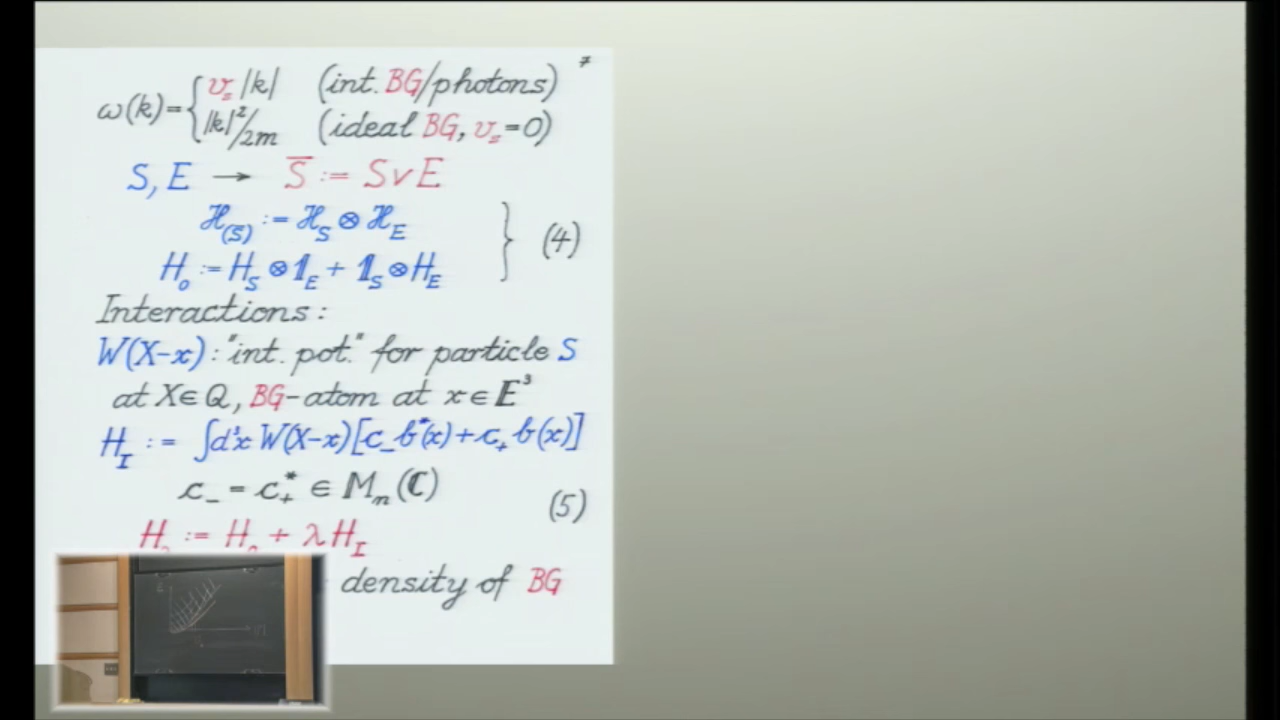 7
ω(k)= { v_s |k| (int. BG/photons)
|k|²/2m (ideal BG, v_s=0)
S, E → S̄ := S∨E
ℋ_(S̄) := ℋ_S ⊗ ℋ_E
H_0 := H_S ⊗ 𝟙_E + 𝟙_S ⊗ H_E } (4)
Interactions:
W(X-x): "int. pot." for particle S
at X∈Q, BG-atom at x∈𝔼³
H_I := ∫d³x W(X-x)[c_- b*(x)+c_+ b(x)]
c_- = c_+* ∈ 𝕄_n(ℂ)
(5)
H := H_0 + λH_I
density of BG